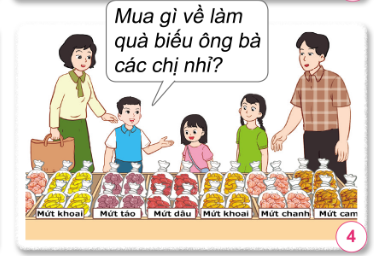 Mua gì về làm
quà biếu ông bà
các chị nhỉ?
Mứt khoai
Mứt táo
Mứt dâu
Mứt khoai
Mứt chanh
Mứt cam
4